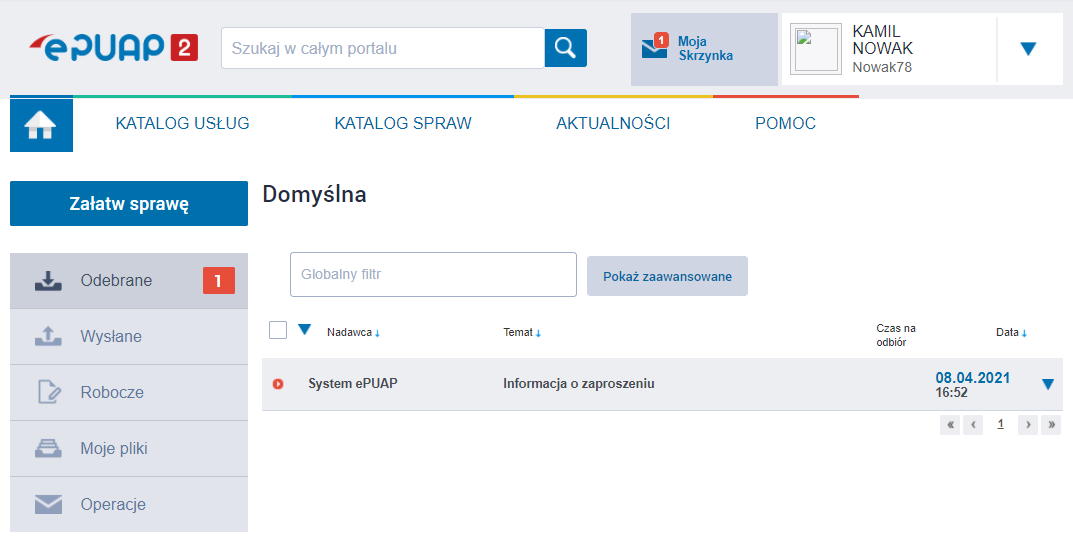 ePUAP 2
Szukaj w całym portalu
1
Moja
Skrzynka
KAMIL
NOWAK
Nowak78
KATALOG USŁUG
KATALOG SPRAW
AKTUALNOŚCI
POMOC
Załatw sprawę
Domyślna
Odebrane 1
Wysłane
Robocze
Moje pliki
Operacje
Globalny filtr
Pokaż zaawansowane
Nadawca ↓
Temat ↓
Czas na
odbiór
Data ↓
System ePUAP
Informacja o zaproszeniu
08.04.2021
16:52
« ‹ 1 › »